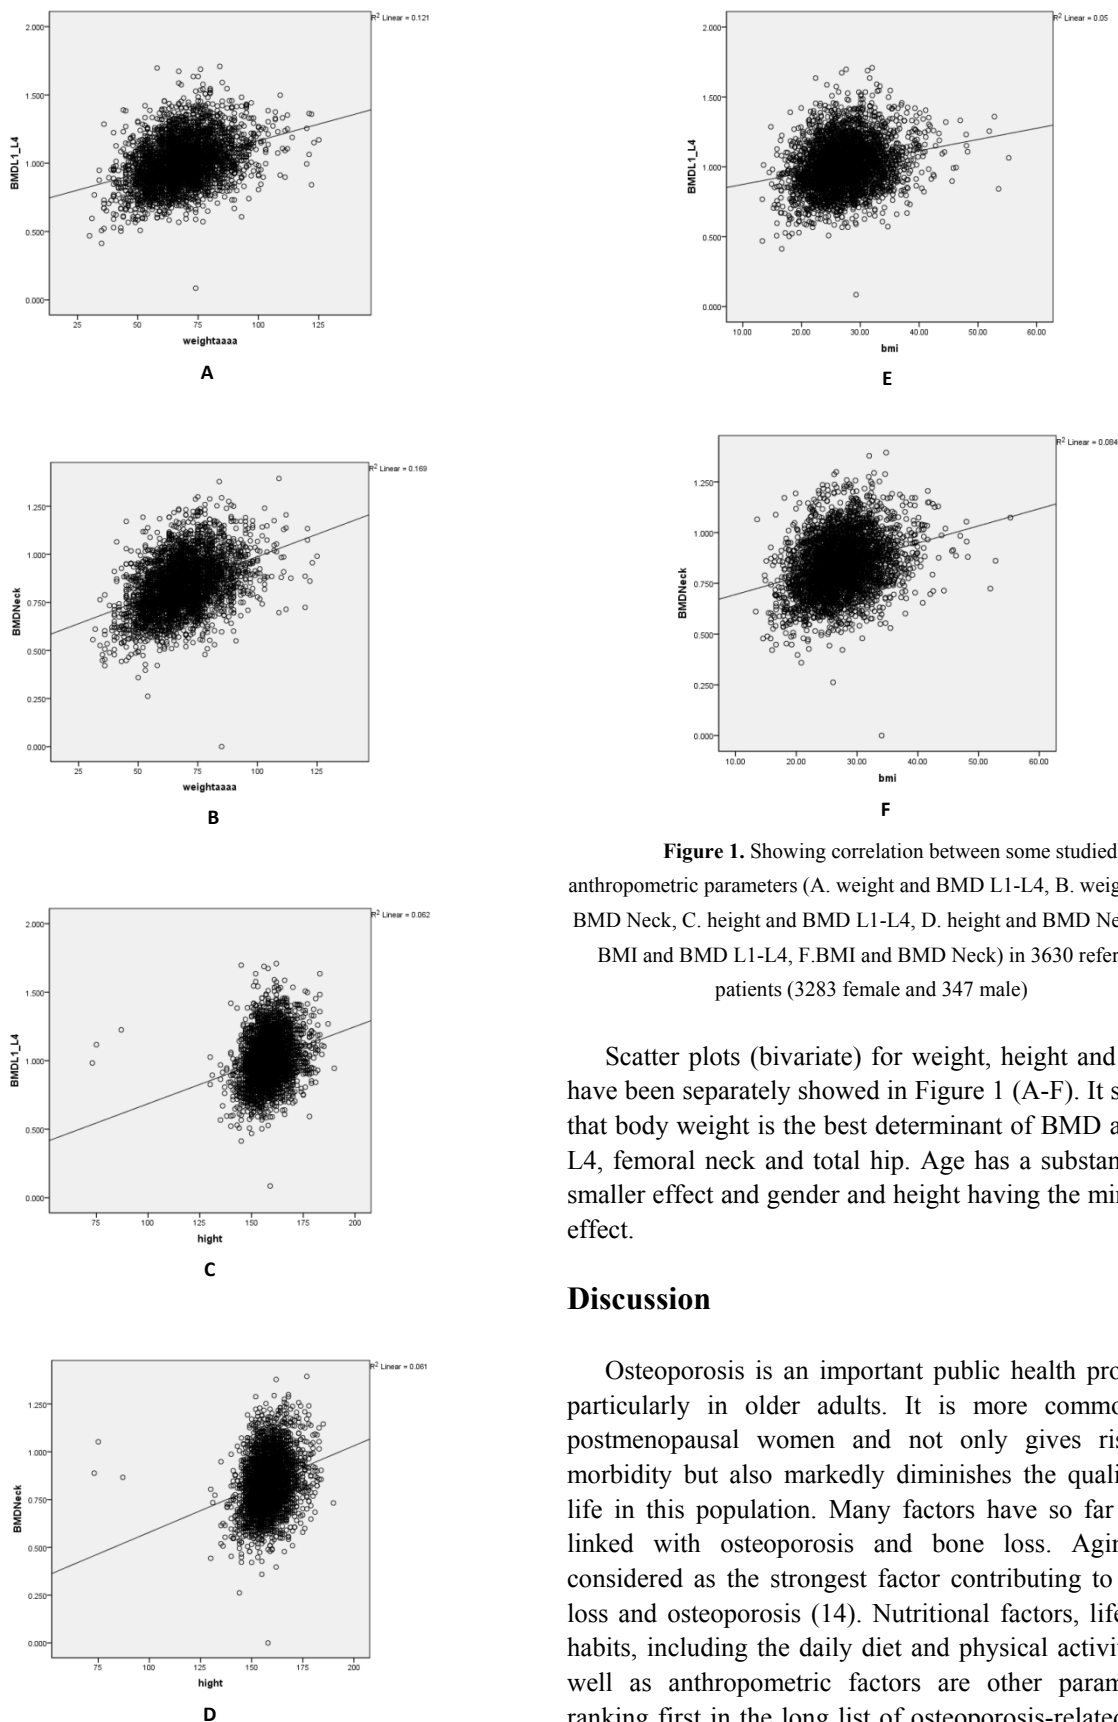 R2 Linear = 0.121
2.000
1.500
1.000
0.500
0.000
BMDL1_L4
25 50 75 100 125
weightaaaa
A
R2 Linear = 0.169
1.250
1.000
0.750
0.500
0.250
0.000
BMDNeck
25 50 75 100 125
weightaaaa
B
R2 Linear = 0.062
2.000
1.500
1.000
0.500
0.000
BMDL1_L4
75 100 125 150 175 200
hight
C
R2 Linear = 0.061
1.250
1.000
0.750
0.500
0.250
0.000
BMDNeck
75 100 125 150 175 200
hight
D
R2 Linear = 0.05
2.000
1.500
1.000
0.500
0.000
BMDL1_L4
10.00 20.00 30.00 40.00 50.00 60.00
bmi
E
R2 Linear = 0.084
1.250
1.000
0.750
0.500
0.250
0.000
BMDNeck
10.00 20.00 30.00 40.00 50.00 60.00
bmi
F
Figure 1. Showing correlation between some studied
anthropometric parameters (A. weight and BMD L1-L4, B. weig
BMD Neck, C. height and BMD L1-L4, D. height and BMD Ne
BMI and BMD L1-L4, F.BMI and BMD Neck) in 3630 refer
patients (3283 female and 347 male)
Scatter plots (bivariate) for weight, height and
have been separately showed in Figure 1 (A-F). It s
that body weight is the best determinant of BMD a
L4, femoral neck and total hip. Age has a substan
smaller effect and gender and height having the min
effect.
Discussion
Osteoporosis is an important public health pro
particularly in older adults. It is more commo
postmenopausal women and not only gives ris
morbidity but also markedly diminishes the quali
life in this population. Many factors have so far
linked with osteoporosis and bone loss. Agin
considered as the strongest factor contributing to
loss and osteoporosis (14). Nutritional factors, life
habits, including the daily diet and physical activi
well as anthropometric factors are other param
ranking first in the long list of osteoporosis-related